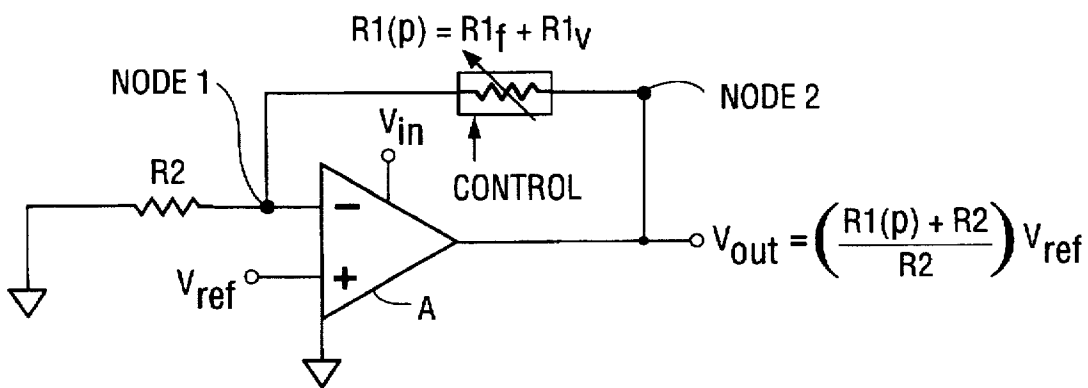 R1(p) = R1f + R1v
NODE 1
NODE 2
Vin
R2
CONTROL
−
Vout = (R1(p) + R2 / R2) Vref
Vref
+
A